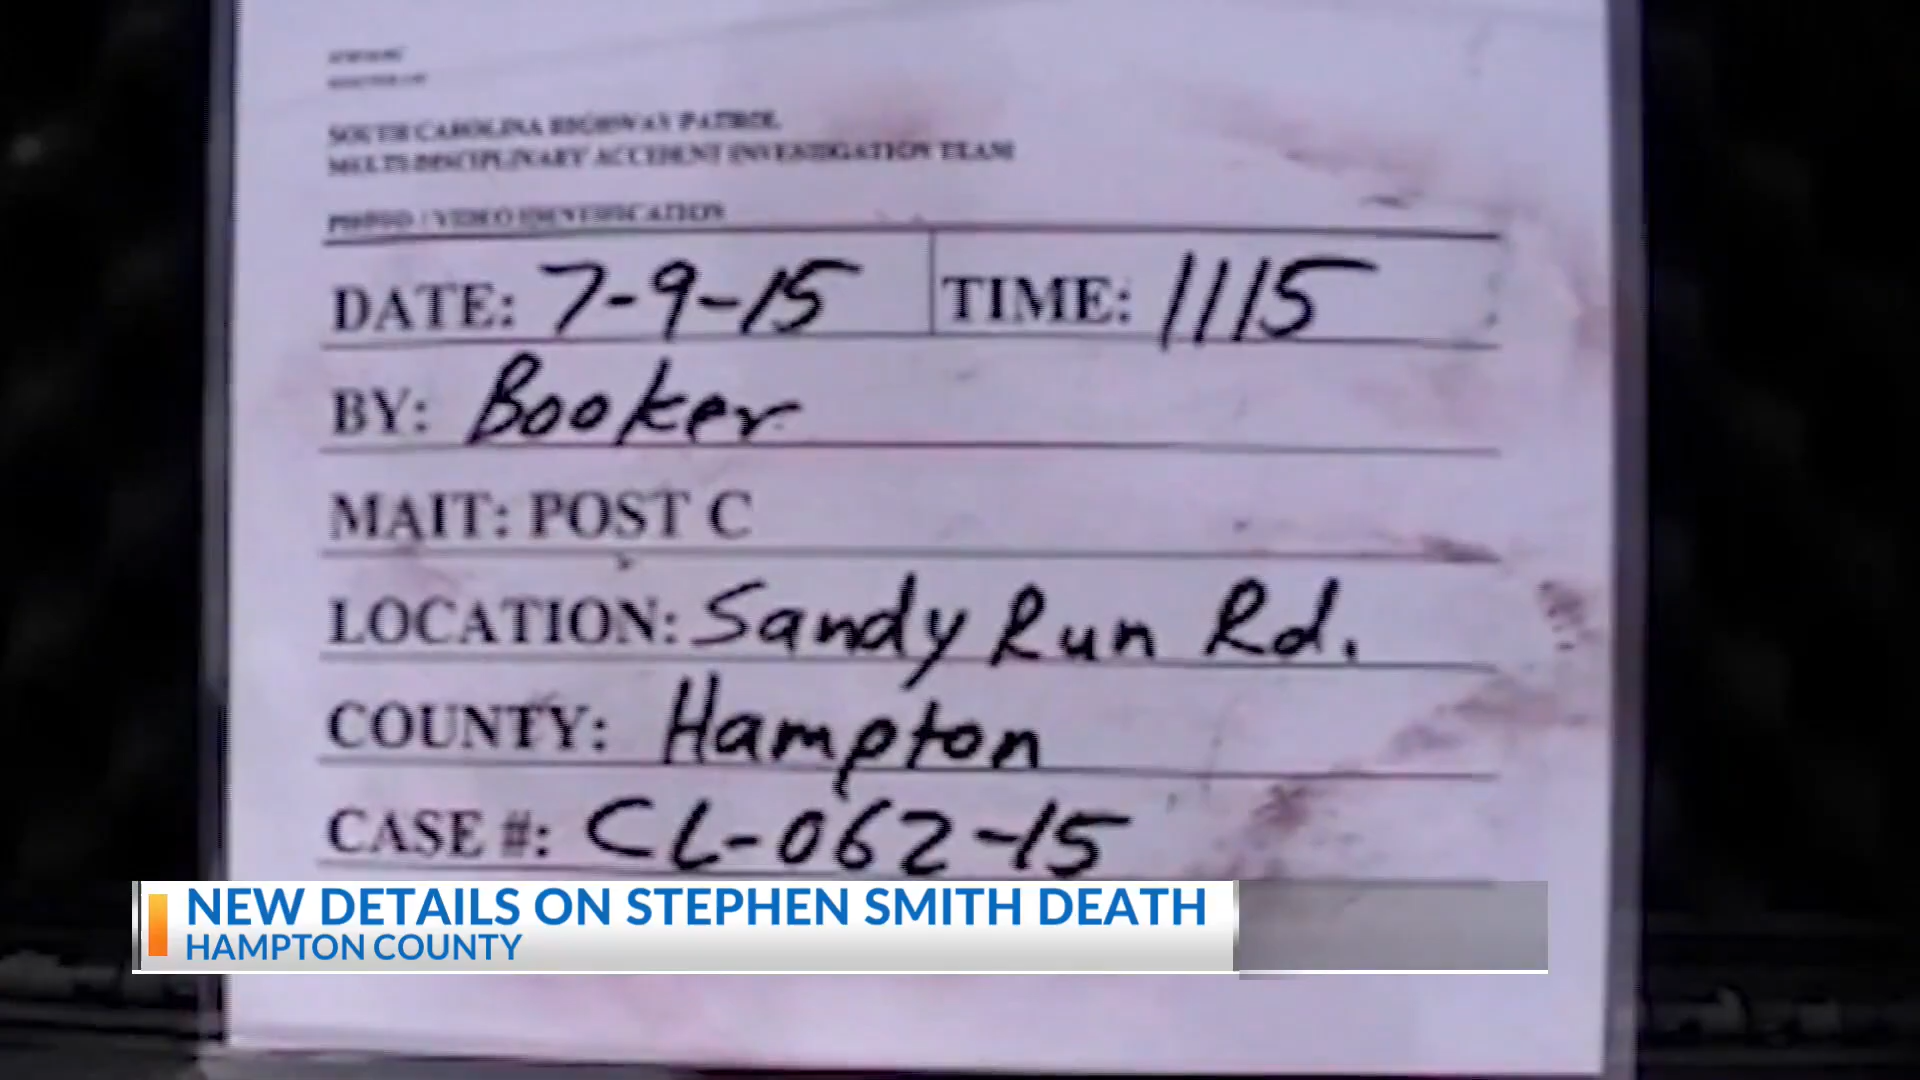 SOUTH CAROLINA HIGHWAY PATROL
MULTI-DISCIPLINARY ACCIDENT INVESTIGATION TEAM
PHOTO / VIDEO IDENTIFICATION
DATE: 7-9-15 TIME: 1115
BY: Booker
MAIT: POST C
LOCATION: Sandy Run Rd.
COUNTY: Hampton
CASE #: CL-062-15
NEW DETAILS ON STEPHEN SMITH DEATH
HAMPTON COUNTY